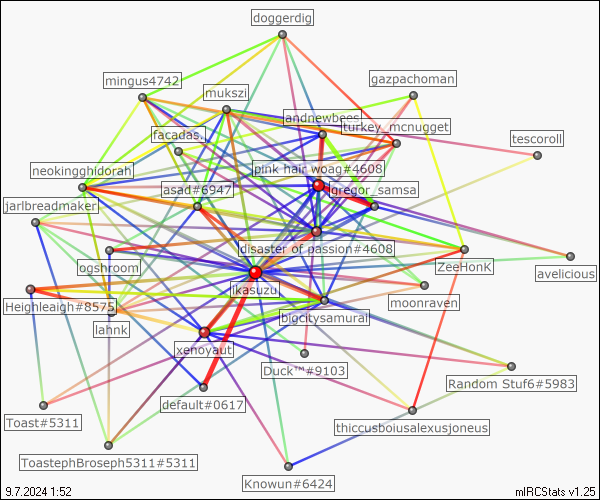 doggerdig
mingus4742
gazpachoman
mukszi
andnewbees
turkey_mcnugget
facadas..
tescoroll
pink hair woag#4608
neokingghidorah
asad#6947
gregor_samsa
jarlbreadmaker
disaster of passion#4608
ogshroom
ZeeHonK
avelicious
ikasuzu
moonraven
Heighleaigh#8575
bigcitysamurai
lahnk
xenoyaut
Duck™#9103
Random Stuf6#5983
default#0617
Toast#5311
thiccusboiusalexusjoneus
ToastephBroseph5311#5311
Knowun#6424
9.7.2024 1:52
mIRCStats v1.25